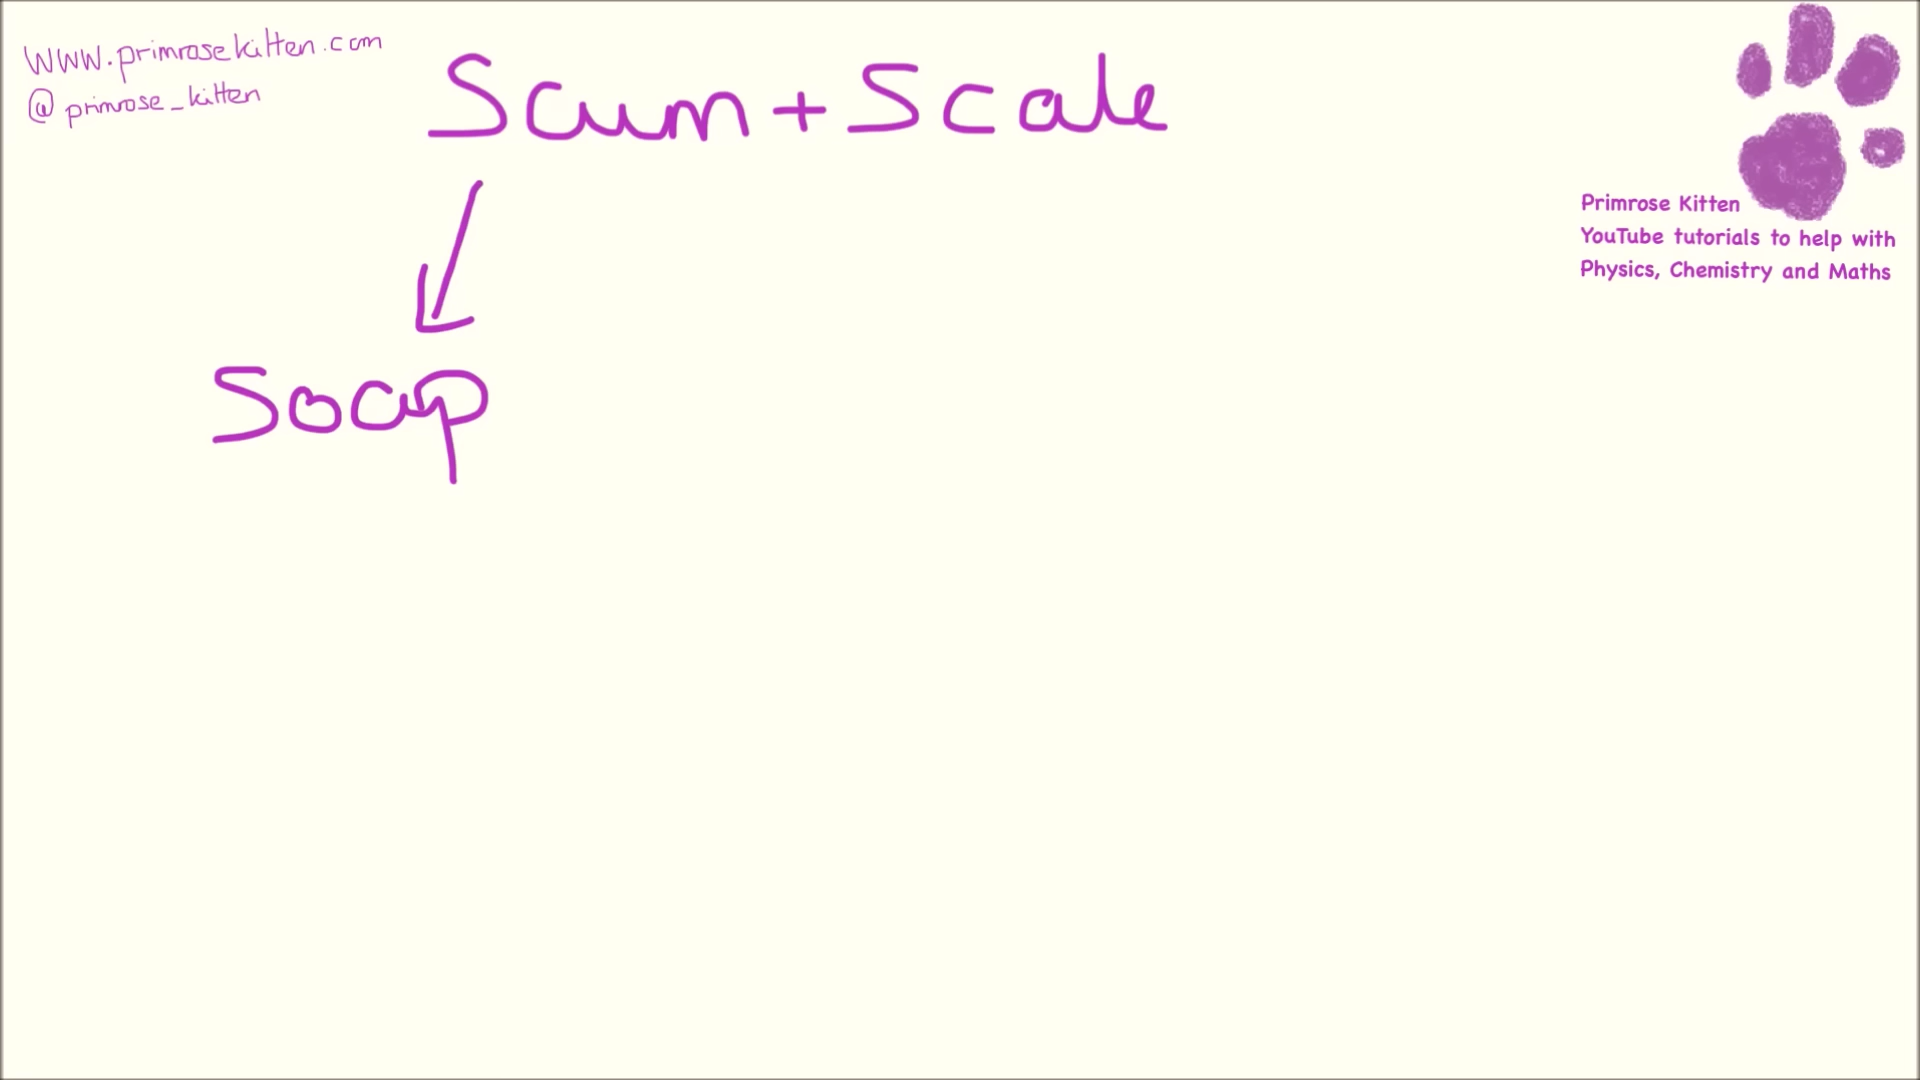 www.primrosekitten.com
@primrose_kitten
Scum + Scale
Soap
Primrose Kitten
YouTube tutorials to help with
Physics, Chemistry and Maths